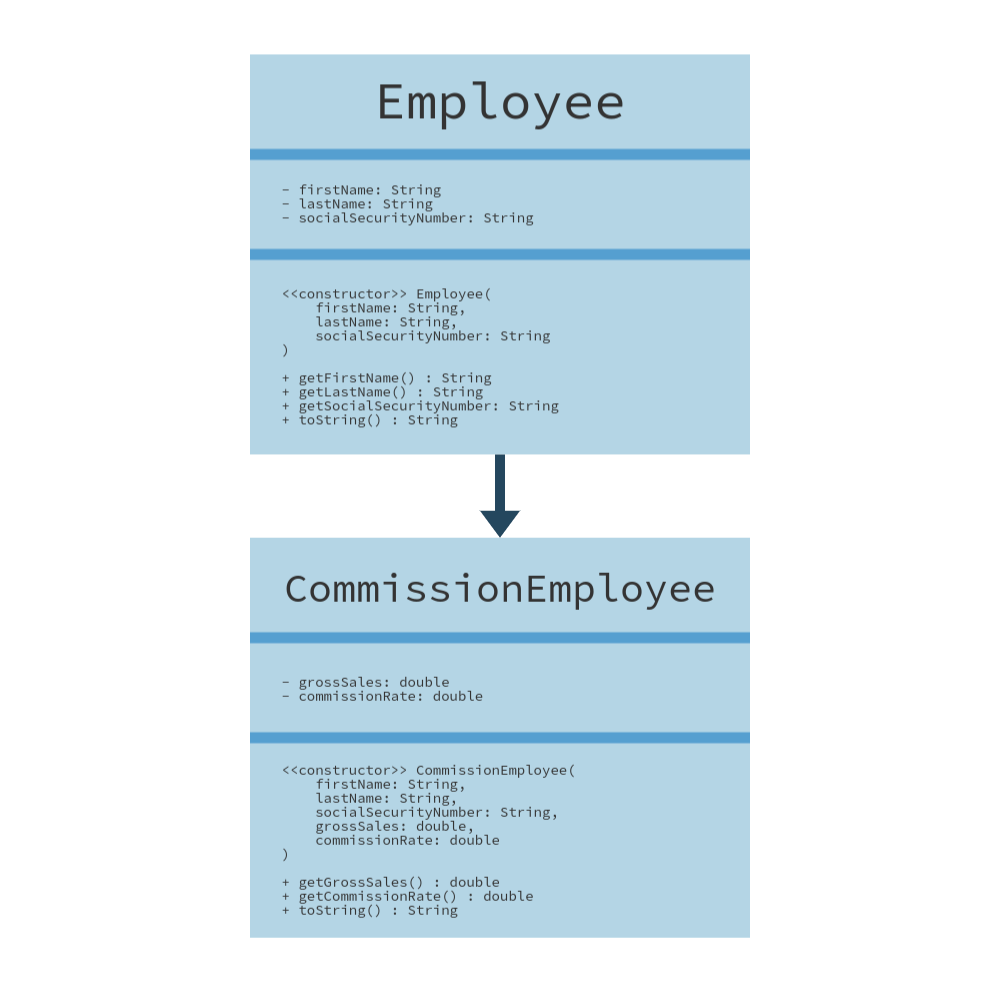 Employee
- firstName: String
- lastName: String
- socialSecurityNumber: String
<<constructor>> Employee(
    firstName: String,
    lastName: String,
    socialSecurityNumber: String
)
+ getFirstName() : String
+ getLastName() : String
+ getSocialSecurityNumber: String
+ toString() : String
CommissionEmployee
- grossSales: double
- commissionRate: double
<<constructor>> CommissionEmployee(
    firstName: String,
    lastName: String,
    socialSecurityNumber: String,
    grossSales: double,
    commissionRate: double
)
+ getGrossSales() : double
+ getCommissionRate() : double
+ toString() : String